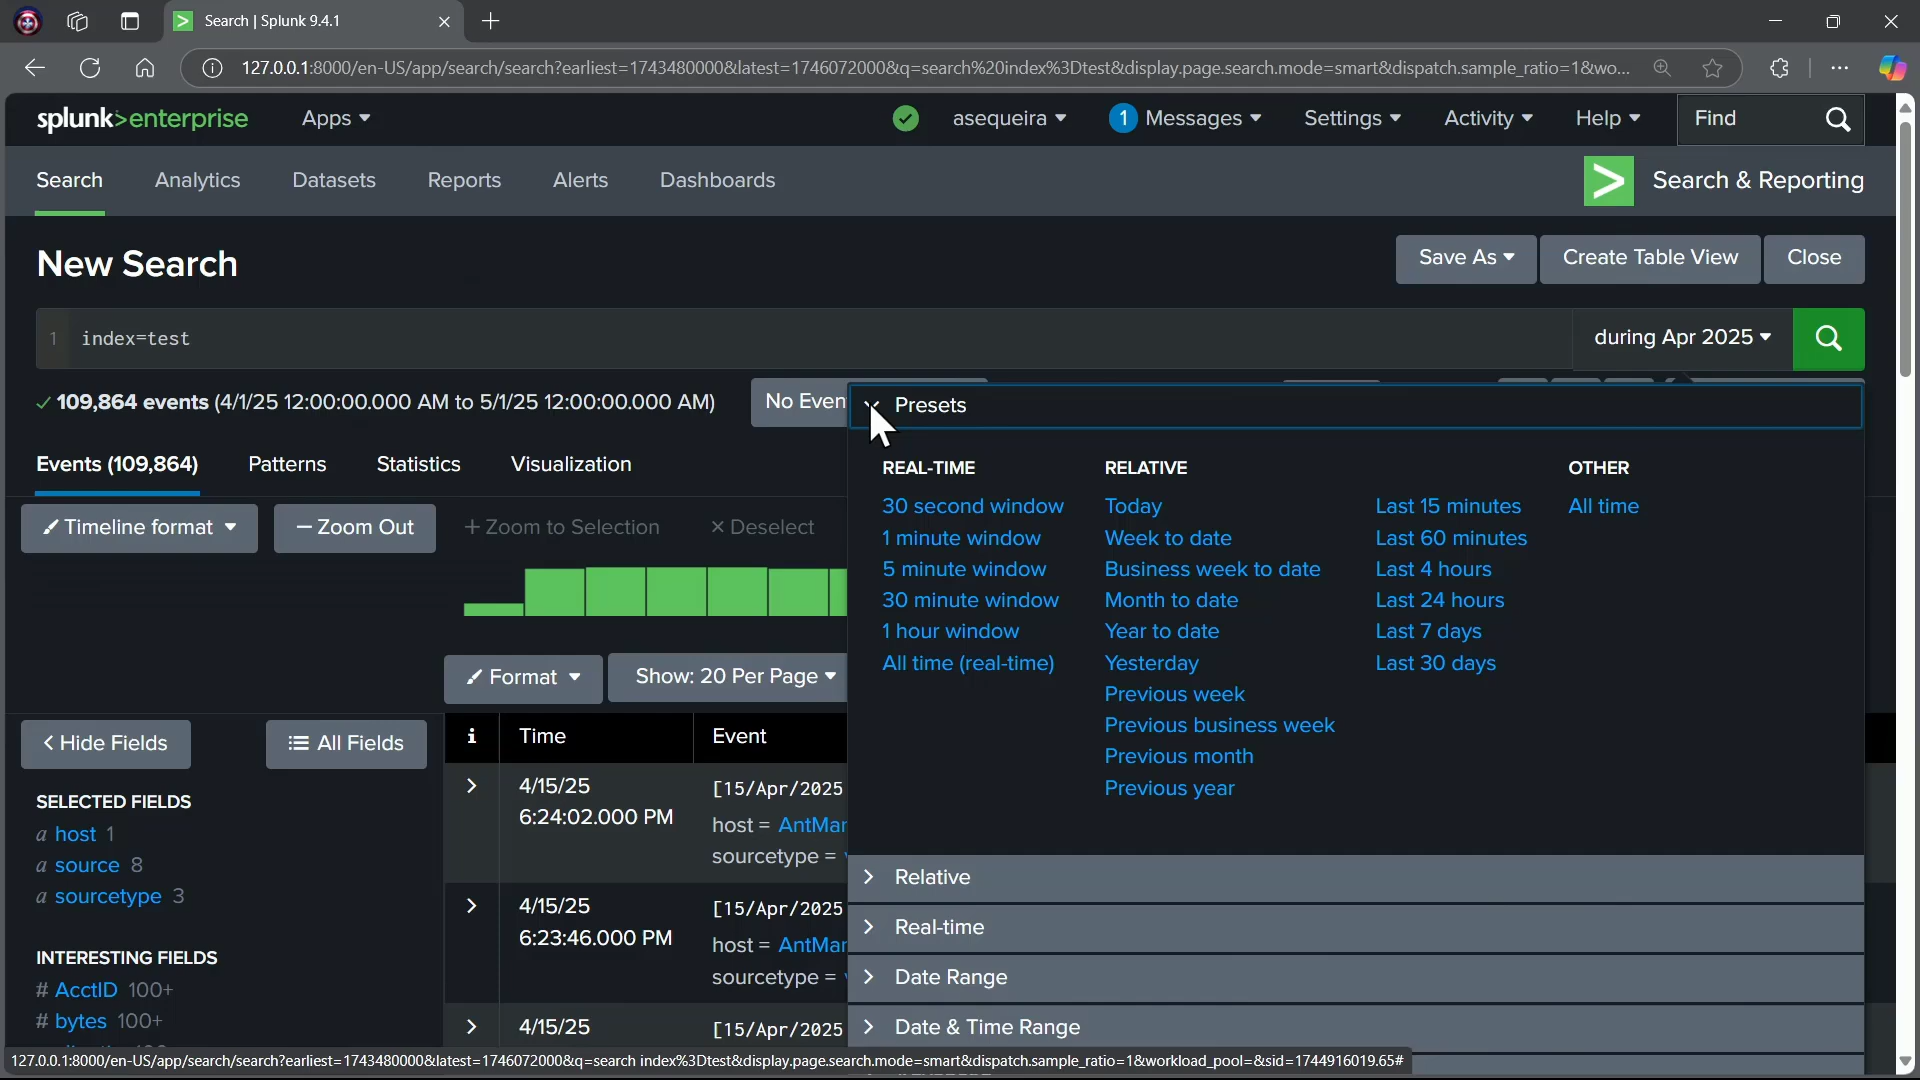 Search | Splunk 9.4.1
127.0.0.1:8000/en-US/app/search/search?earliest=1743480000&latest=1746072000&q=search%20index%3Dtest&display.page.search.mode=smart&dispatch.sample_ratio=1&wo...
splunk>enterprise
Apps
asequeira
1 Messages
Settings
Activity
Help
Find
Search
Analytics
Datasets
Reports
Alerts
Dashboards
> Search & Reporting
New Search
Save As
Create Table View
Close
1 index=test
during Apr 2025
✓ 109,864 events (4/1/25 12:00:00.000 AM to 5/1/25 12:00:00.000 AM)
No Even
Presets
Events (109,864)
Patterns
Statistics
Visualization
Timeline format
— Zoom Out
+ Zoom to Selection
× Deselect
REAL-TIME
30 second window
1 minute window
5 minute window
30 minute window
1 hour window
All time (real-time)
RELATIVE
Today
Week to date
Business week to date
Month to date
Year to date
Yesterday
Previous week
Previous business week
Previous month
Previous year
Last 15 minutes
Last 60 minutes
Last 4 hours
Last 24 hours
Last 7 days
Last 30 days
OTHER
All time
> Relative
> Real-time
> Date Range
> Date & Time Range
Format
Show: 20 Per Page
< Hide Fields
All Fields
i
Time
Event
SELECTED FIELDS
a host 1
a source 8
a sourcetype 3
INTERESTING FIELDS
# AcctID 100+
# bytes 100+
> 4/15/25
6:24:02.000 PM
[15/Apr/2025
host = AntMar
sourcetype =
> 4/15/25
6:23:46.000 PM
[15/Apr/2025
host = AntMar
sourcetype =
> 4/15/25
[15/Apr/2025
127.0.0.1:8000/en-US/app/search/search?earliest=1743480000&latest=1746072000&q=search index%3Dtest&display.page.search.mode=smart&dispatch.sample_ratio=1&workload_pool=&sid=1744916019.65#